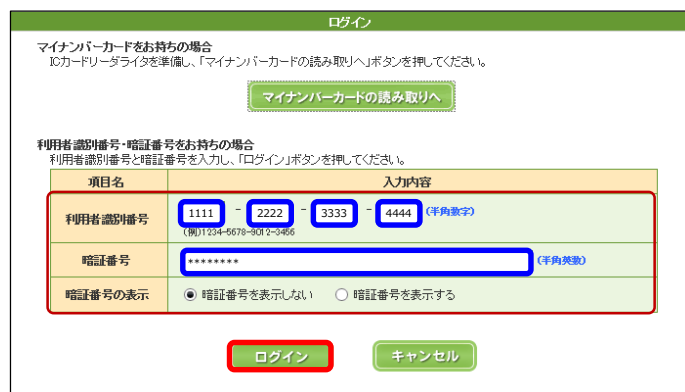 ログイン
マイナンバーカードをお持ちの場合
ICカードリーダライタを準備し、「マイナンバーカードの読み取りへ」ボタンを押してください。
マイナンバーカードの読み取りへ
利用者識別番号・暗証番号をお持ちの場合
利用者識別番号と暗証番号を入力し、「ログイン」ボタンを押してください。
項目名 入力内容
利用者識別番号 1111 - 2222 - 3333 - 4444 (半角数字)
(例)1234-5678-9012-3456
暗証番号 ******** (半角英数)
暗証番号の表示 暗証番号を表示しない 暗証番号を表示する
ログイン キャンセル